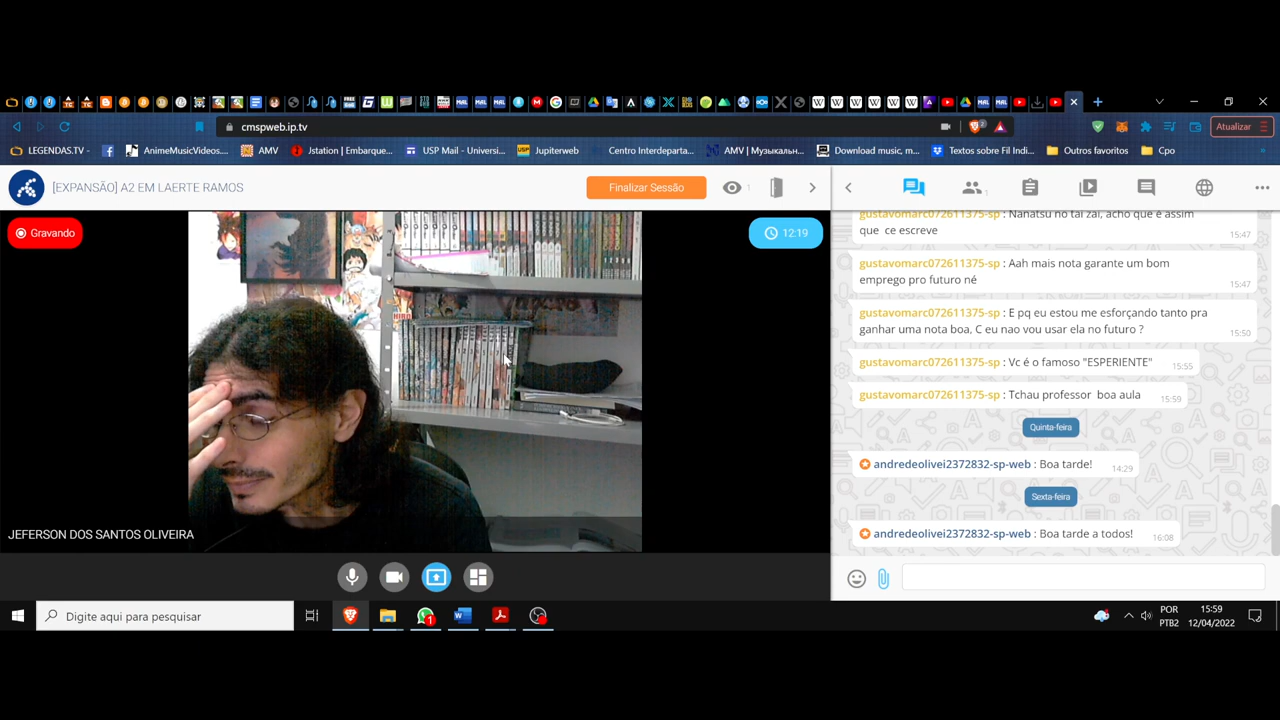 cmspweb.ip.tv
Atualizar
LEGENDAS.TV -
AnimeMusicVideos...
AMV
Jstation | Embarque...
USP Mail - Universi...
Jupiterweb
Centro Interdeparta...
AMV | Музыкальн...
Download music, m...
Textos sobre Fil Indi...
Outros favoritos
Cpo
[EXPANSÃO] A2 EM LAERTE RAMOS
Finalizar Sessão
1
1
Gravando
12:19
JEFERSON DOS SANTOS OLIVEIRA
gustavomarc072611375-sp : Nanatsu no tai zai, acho que é assim
que ce escreve
15:47
gustavomarc072611375-sp : Aah mais nota garante um bom
emprego pro futuro né
15:47
gustavomarc072611375-sp : E pq eu estou me esforçando tanto pra
ganhar uma nota boa, C eu nao vou usar ela no futuro ?
15:50
gustavomarc072611375-sp : Vc é o famoso "ESPERIENTE"
15:55
gustavomarc072611375-sp : Tchau professor boa aula
15:59
Quinta-feira
andredeolivei2372832-sp-web : Boa tarde!
14:29
Sexta-feira
andredeolivei2372832-sp-web : Boa tarde a todos!
16:08
Digite aqui para pesquisar
1
POR
PTB2
15:59
12/04/2022